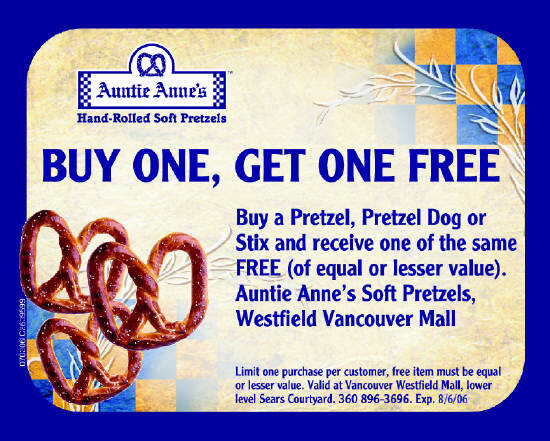 Auntie Anne's
Hand-Rolled Soft Pretzels
BUY ONE, GET ONE FREE
Buy a Pretzel, Pretzel Dog or
Stix and receive one of the same
FREE (of equal or lesser value).
Auntie Anne's Soft Pretzels,
Westfield Vancouver Mall
Limit one purchase per customer, free item must be equal
or lesser value. Valid at Vancouver Westfield Mall, lower
level Sears Courtyard. 360 896-3696. Exp. 8/6/06